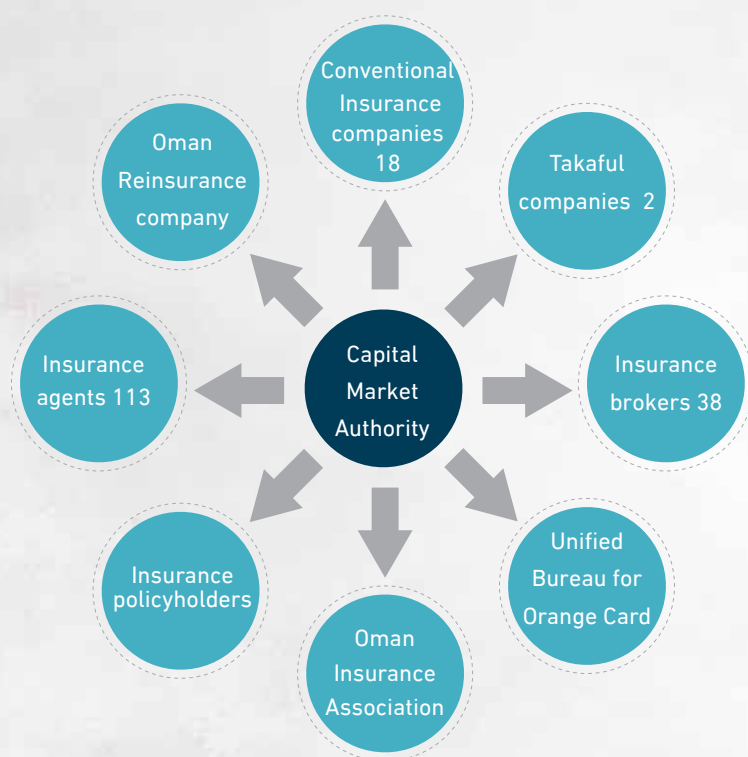 Conventional
Insurance
companies
18
Takaful
companies 2
Insurance
brokers 38
Unified
Bureau for
Orange Card
Oman
Insurance
Association
Insurance
policyholders
Insurance
agents 113
Oman
Reinsurance
company
Capital
Market
Authority